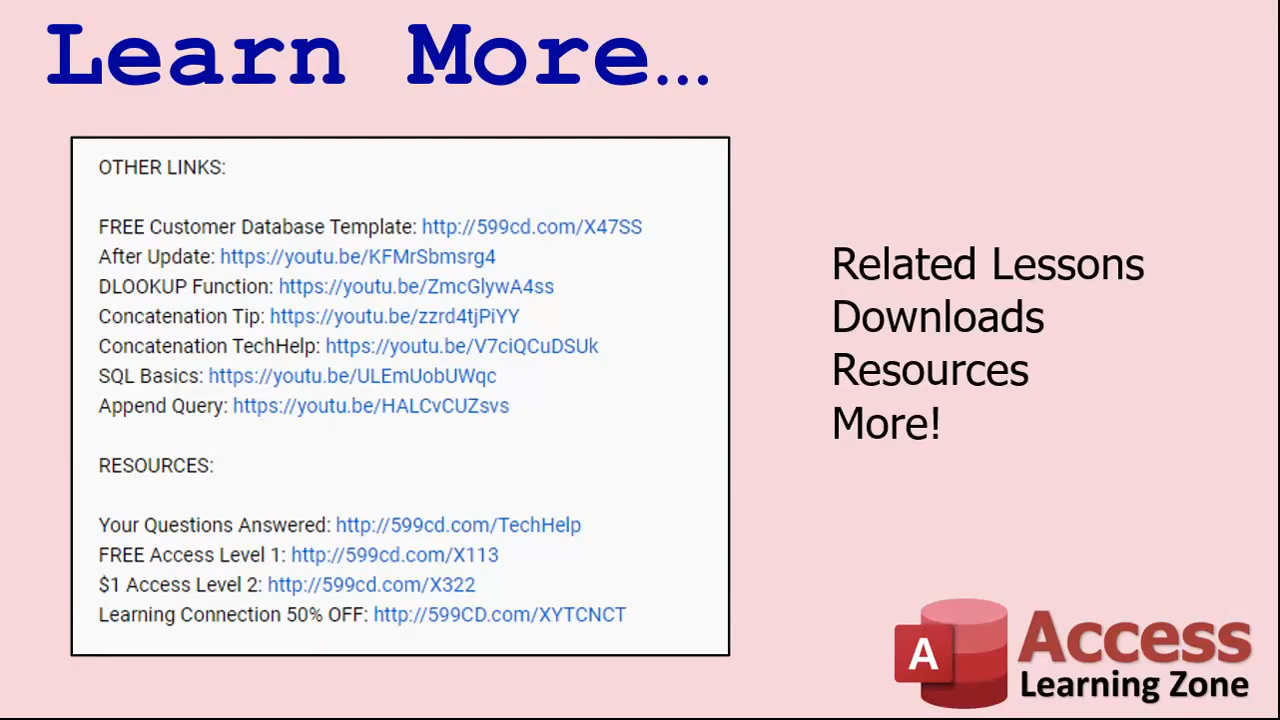 Learn More...
OTHER LINKS:
FREE Customer Database Template: http://599cd.com/X47SS
After Update: https://youtu.be/KFMrSbmsrg4
DLOOKUP Function: https://youtu.be/ZmcGlywA4ss
Concatenation Tip: https://youtu.be/zzrd4tjPiYY
Concatenation TechHelp: https://youtu.be/V7ciQCuDSUk
SQL Basics: https://youtu.be/ULEmUobUWqc
Append Query: https://youtu.be/HALCvCUZsvs
RESOURCES:
Your Questions Answered: http://599cd.com/TechHelp
FREE Access Level 1: http://599cd.com/X113
$1 Access Level 2: http://599cd.com/X322
Learning Connection 50% OFF: http://599CD.com/XYTCNCT
Related Lessons
Downloads
Resources
More!
A
Access
Learning Zone